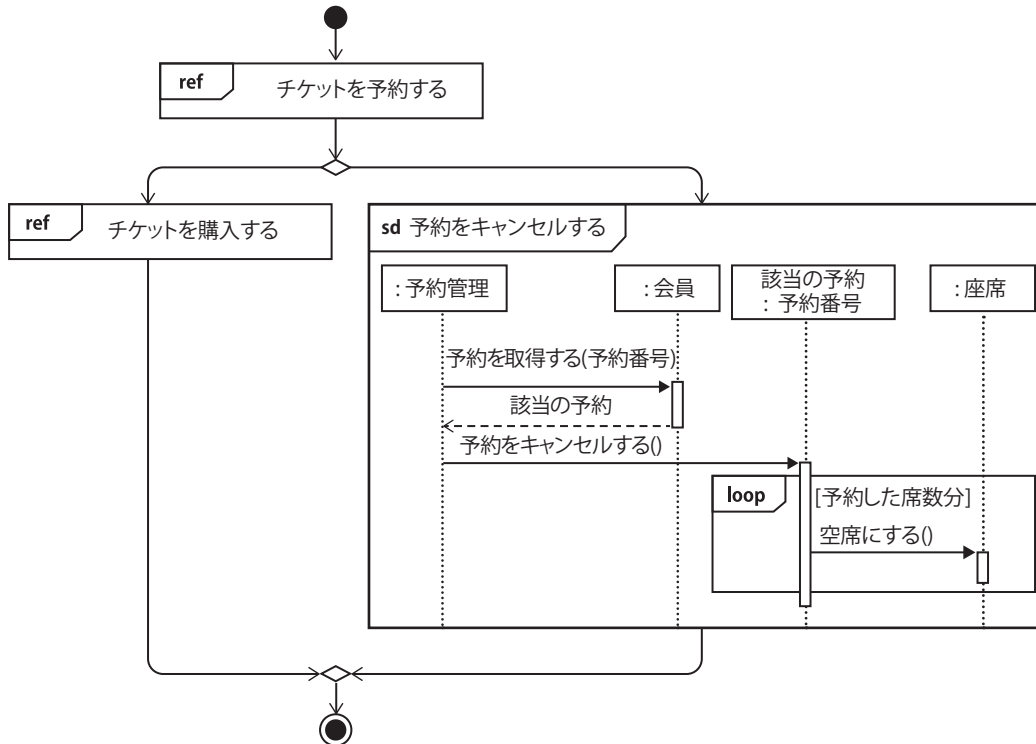 ref
チケットを予約する
ref
チケットを購入する
sd 予約をキャンセルする
: 予約管理
: 会員
該当の予約
: 予約番号
: 座席
予約を取得する(予約番号)
該当の予約
予約をキャンセルする()
loop
[予約した席数分]
空席にする()